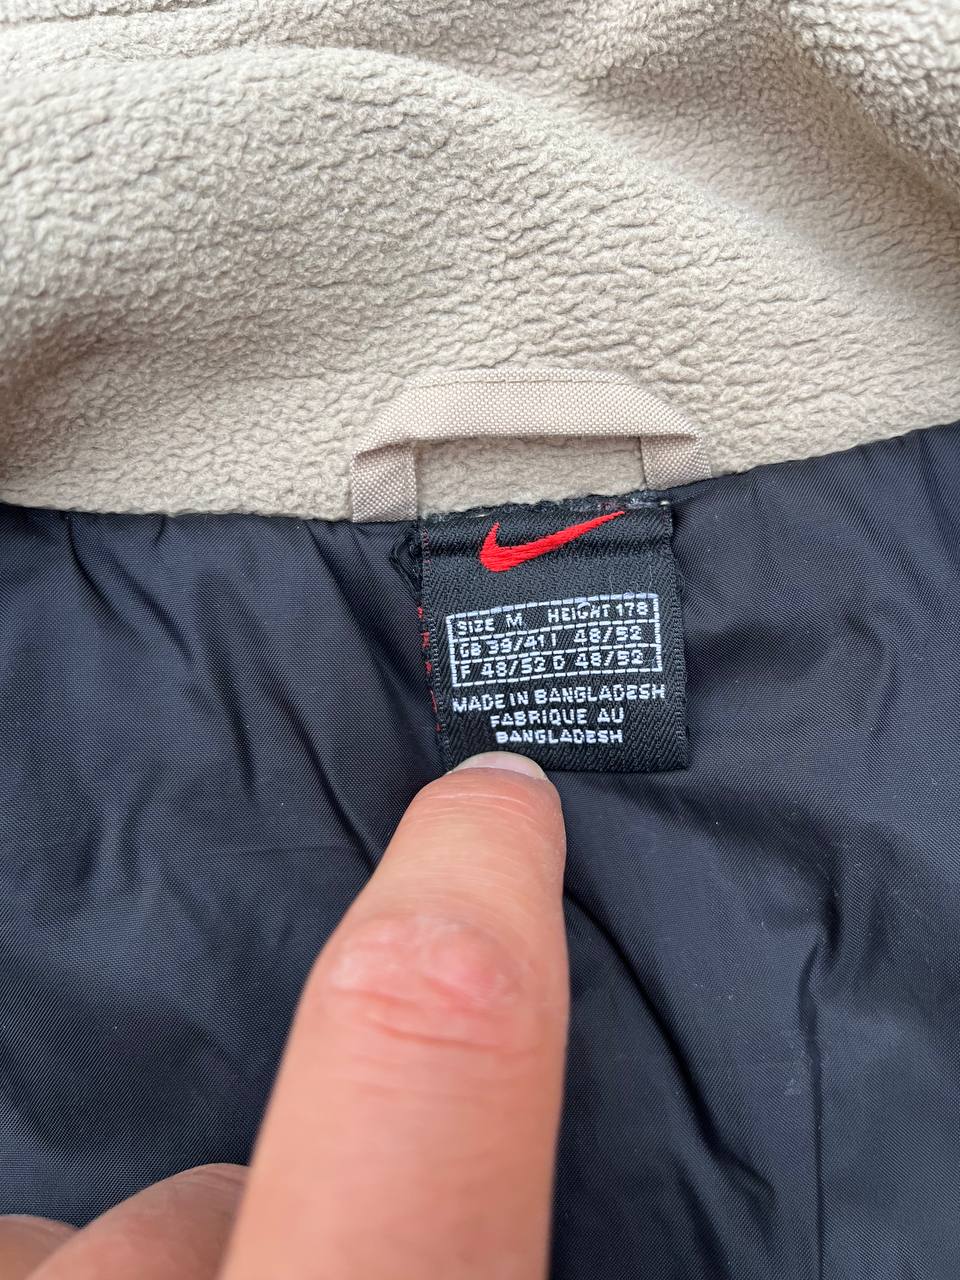 SIZE M HEIGHT 178
GB 39/41 I 48/52
F 48/52 D 48/52
MADE IN BANGLADESH
FABRIQUE AU
BANGLADESH